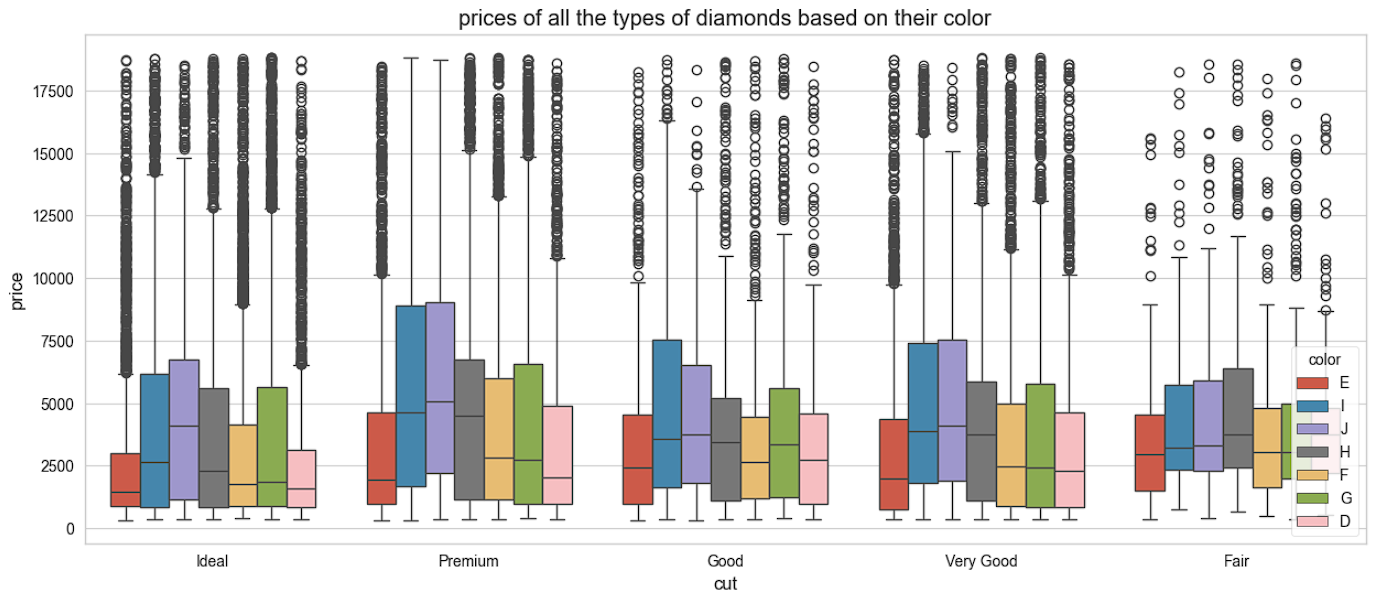 prices of all the types of diamonds based on their color
price
17500
15000
12500
10000
7500
5000
2500
0
color
E
I
J
H
F
G
D
Ideal Premium Good Very Good Fair
cut